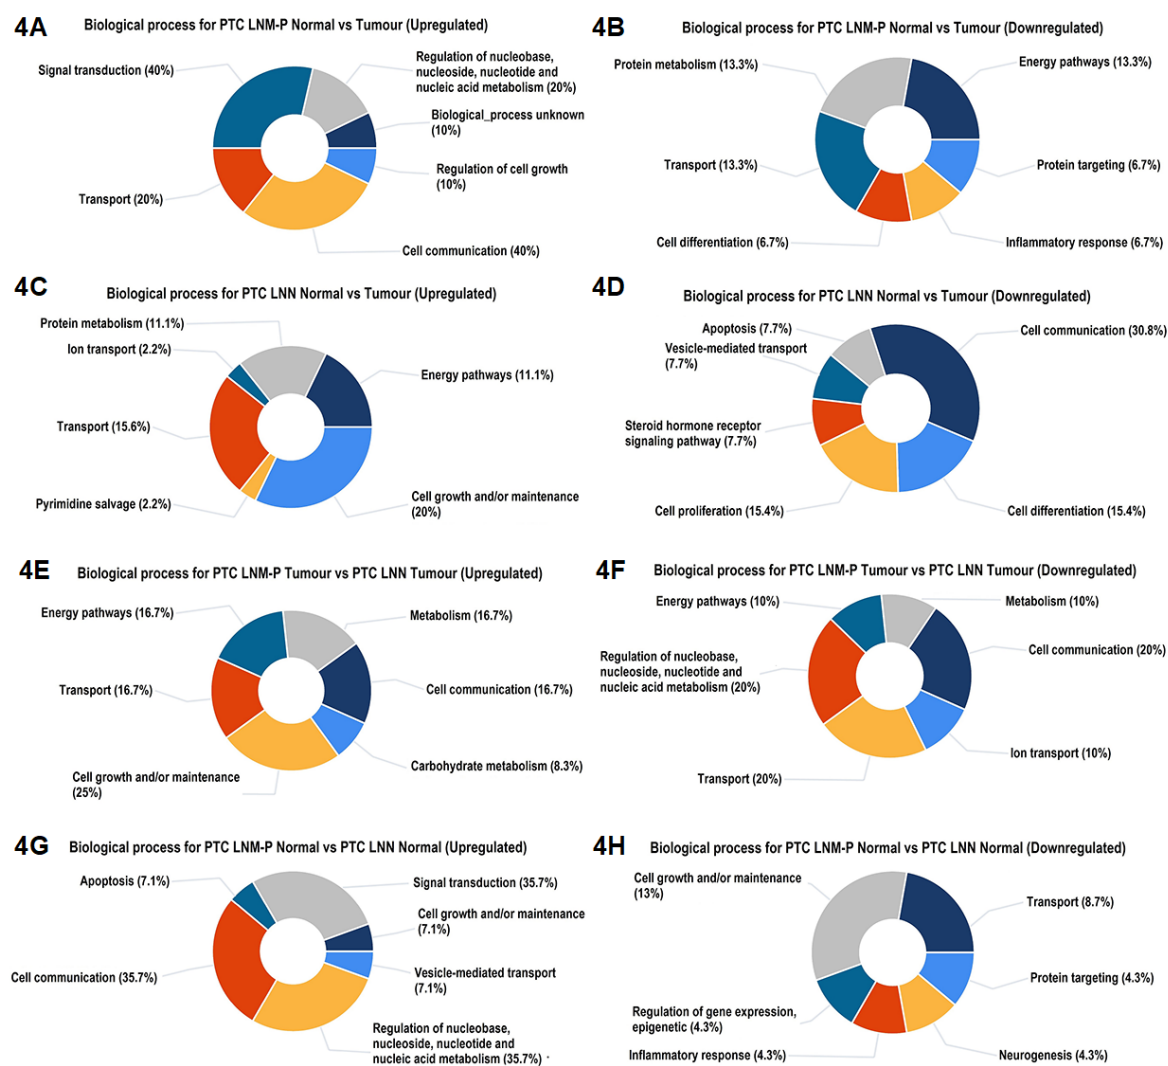 4A
Biological process for PTC LNM-P Normal vs Tumour (Upregulated)
Signal transduction (40%)
Regulation of nucleobase,
nucleoside, nucleotide and
nucleic acid metabolism (20%)
Biological_process unknown
(10%)
Regulation of cell growth
(10%)
Transport (20%)
Cell communication (40%)
4B
Biological process for PTC LNM-P Normal vs Tumour (Downregulated)
Protein metabolism (13.3%)
Energy pathways (13.3%)
Transport (13.3%)
Protein targeting (6.7%)
Cell differentiation (6.7%)
Inflammatory response (6.7%)
4C
Biological process for PTC LNN Normal vs Tumour (Upregulated)
Protein metabolism (11.1%)
Ion transport (2.2%)
Energy pathways (11.1%)
Transport (15.6%)
Pyrimidine salvage (2.2%)
Cell growth and/or maintenance
(20%)
4D
Biological process for PTC LNN Normal vs Tumour (Downregulated)
Apoptosis (7.7%)
Cell communication (30.8%)
Vesicle-mediated transport
(7.7%)
Steroid hormone receptor
signaling pathway (7.7%)
Cell proliferation (15.4%)
Cell differentiation (15.4%)
4E
Biological process for PTC LNM-P Tumour vs PTC LNN Tumour (Upregulated)
Energy pathways (16.7%)
Metabolism (16.7%)
Transport (16.7%)
Cell communication (16.7%)
Carbohydrate metabolism (8.3%)
Cell growth and/or maintenance
(25%)
4F
Biological process for PTC LNM-P Tumour vs PTC LNN Tumour (Downregulated)
Energy pathways (10%)
Metabolism (10%)
Cell communication (20%)
Regulation of nucleobase,
nucleoside, nucleotide and
nucleic acid metabolism (20%)
Ion transport (10%)
Transport (20%)
4G
Biological process for PTC LNM-P Normal vs PTC LNN Normal (Upregulated)
Apoptosis (7.1%)
Signal transduction (35.7%)
Cell growth and/or maintenance
(7.1%)
Cell communication (35.7%)
Vesicle-mediated transport
(7.1%)
Regulation of nucleobase,
nucleoside, nucleotide and
nucleic acid metabolism (35.7%)
4H
Biological process for PTC LNM-P Normal vs PTC LNN Normal (Downregulated)
Cell growth and/or maintenance
(13%)
Transport (8.7%)
Protein targeting (4.3%)
Regulation of gene expression,
epigenetic (4.3%)
Inflammatory response (4.3%)
Neurogenesis (4.3%)